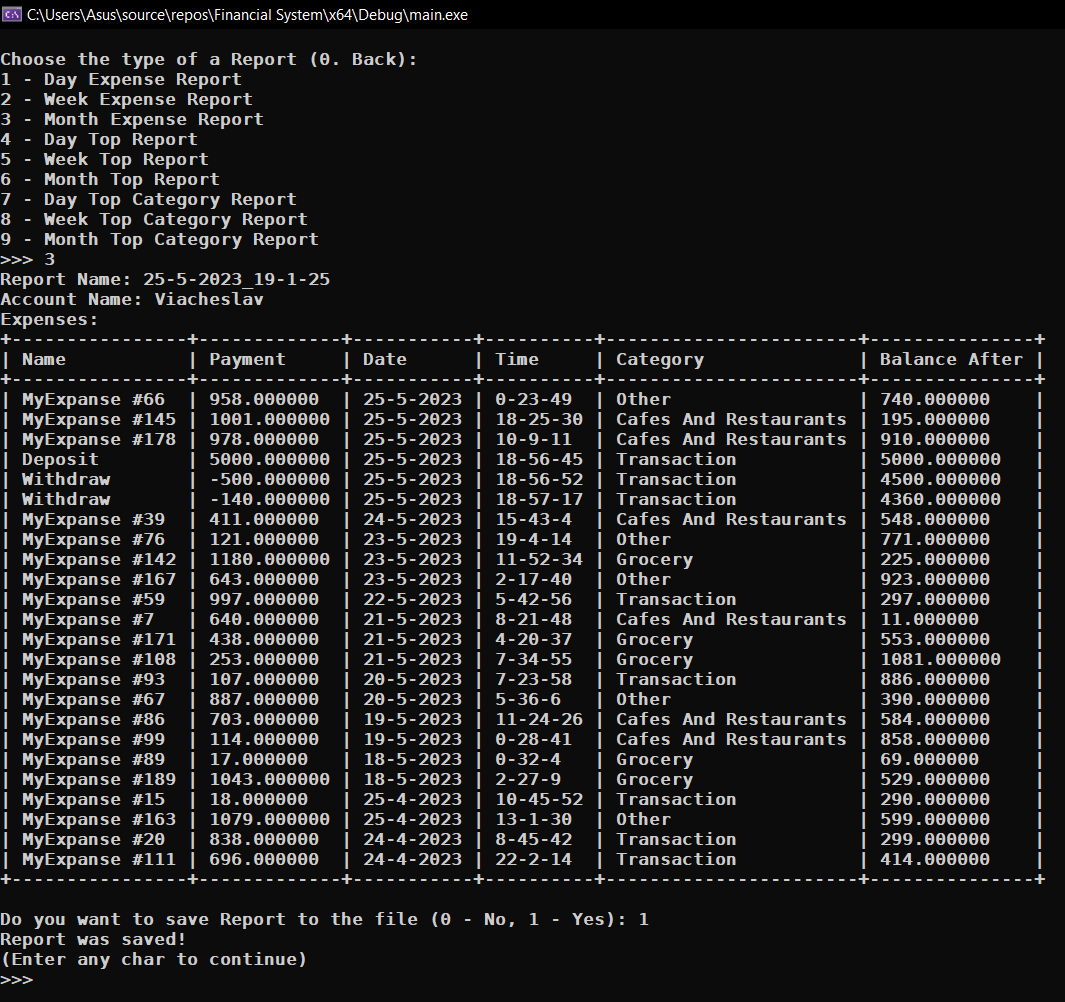 C:\Users\Asus\source\repos\Financial System\x64\Debug\main.exe
Choose the type of a Report (0. Back):
1 - Day Expense Report
2 - Week Expense Report
3 - Month Expense Report
4 - Day Top Report
5 - Week Top Report
6 - Month Top Report
7 - Day Top Category Report
8 - Week Top Category Report
9 - Month Top Category Report
>>> 3
Report Name: 25-5-2023_19-1-25
Account Name: Viacheslav
Expenses:
+----------------+-------------+-----------+----------+-----------------------+---------------+
| Name           | Payment     | Date      | Time     | Category              | Balance After |
+----------------+-------------+-----------+----------+-----------------------+---------------+
| MyExpanse #66  | 958.000000  | 25-5-2023 | 0-23-49  | Other                 | 740.000000    |
| MyExpanse #145 | 1001.000000 | 25-5-2023 | 18-25-30 | Cafes And Restaurants | 195.000000    |
| MyExpanse #178 | 978.000000  | 25-5-2023 | 10-9-11  | Cafes And Restaurants | 910.000000    |
| Deposit        | 5000.000000 | 25-5-2023 | 18-56-45 | Transaction           | 5000.000000   |
| Withdraw       | -500.000000 | 25-5-2023 | 18-56-52 | Transaction           | 4500.000000   |
| Withdraw       | -140.000000 | 25-5-2023 | 18-57-17 | Transaction           | 4360.000000   |
| MyExpanse #39  | 411.000000  | 24-5-2023 | 15-43-4  | Cafes And Restaurants | 548.000000    |
| MyExpanse #76  | 121.000000  | 23-5-2023 | 19-4-14  | Other                 | 771.000000    |
| MyExpanse #142 | 1180.000000 | 23-5-2023 | 11-52-34 | Grocery               | 225.000000    |
| MyExpanse #167 | 643.000000  | 23-5-2023 | 2-17-40  | Other                 | 923.000000    |
| MyExpanse #59  | 997.000000  | 22-5-2023 | 5-42-56  | Transaction           | 297.000000    |
| MyExpanse #7   | 640.000000  | 21-5-2023 | 8-21-48  | Cafes And Restaurants | 11.000000     |
| MyExpanse #171 | 438.000000  | 21-5-2023 | 4-20-37  | Grocery               | 553.000000    |
| MyExpanse #108 | 253.000000  | 21-5-2023 | 7-34-55  | Grocery               | 1081.000000   |
| MyExpanse #93  | 107.000000  | 20-5-2023 | 7-23-58  | Transaction           | 886.000000    |
| MyExpanse #67  | 887.000000  | 20-5-2023 | 5-36-6   | Other                 | 390.000000    |
| MyExpanse #86  | 703.000000  | 19-5-2023 | 11-24-26 | Cafes And Restaurants | 584.000000    |
| MyExpanse #99  | 114.000000  | 19-5-2023 | 0-28-41  | Cafes And Restaurants | 858.000000    |
| MyExpanse #89  | 17.000000   | 18-5-2023 | 0-32-4   | Grocery               | 69.000000     |
| MyExpanse #189 | 1043.000000 | 18-5-2023 | 2-27-9   | Grocery               | 529.000000    |
| MyExpanse #15  | 18.000000   | 25-4-2023 | 10-45-52 | Transaction           | 290.000000    |
| MyExpanse #163 | 1079.000000 | 25-4-2023 | 13-1-30  | Other                 | 599.000000    |
| MyExpanse #20  | 838.000000  | 24-4-2023 | 8-45-42  | Transaction           | 299.000000    |
| MyExpanse #111 | 696.000000  | 24-4-2023 | 22-2-14  | Transaction           | 414.000000    |
+----------------+-------------+-----------+----------+-----------------------+---------------+
Do you want to save Report to the file (0 - No, 1 - Yes): 1
Report was saved!
(Enter any char to continue)
>>>